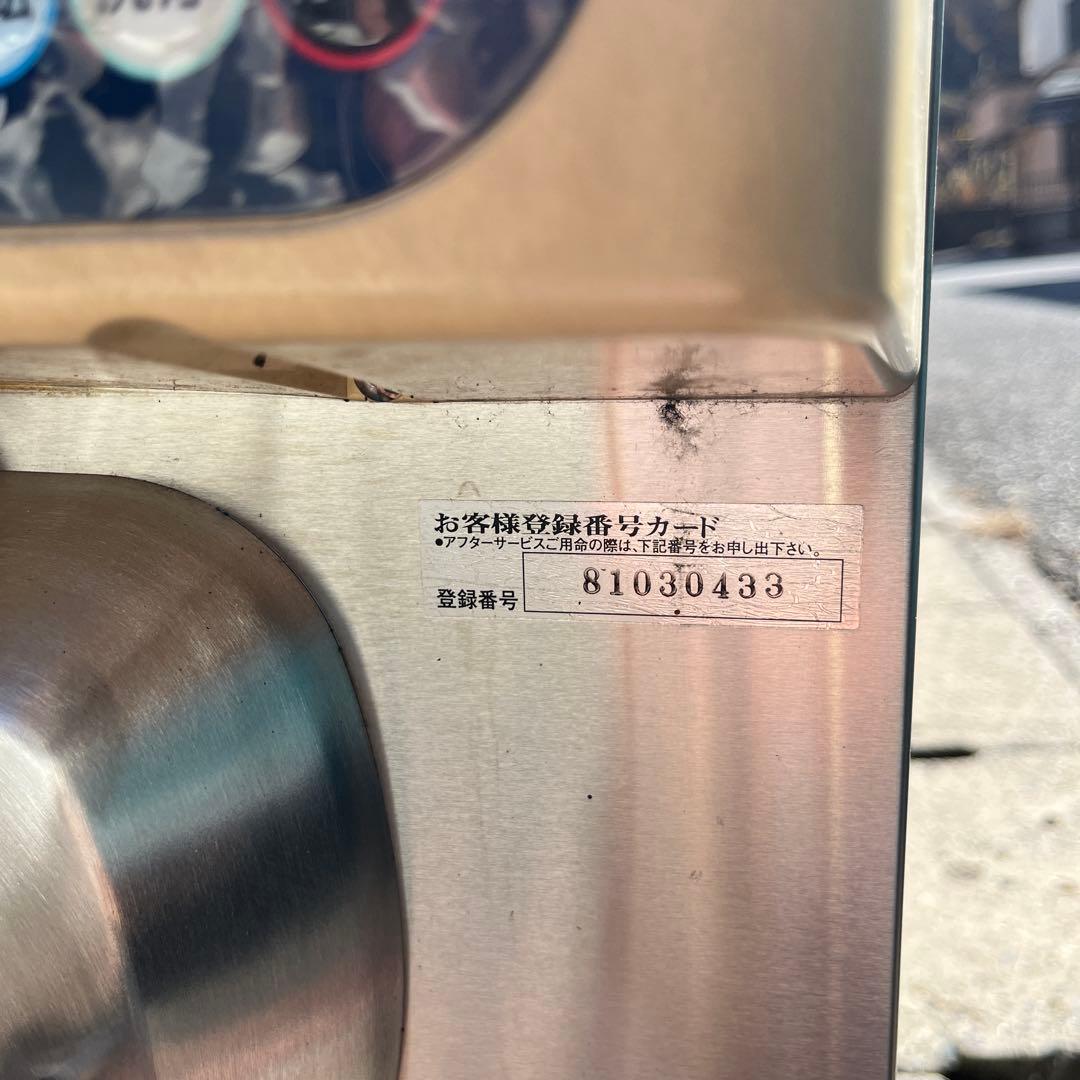 お客様登録番号カード
●アフターサービスご用命の際は、下記番号をお申し出下さい。
登録番号 81030433